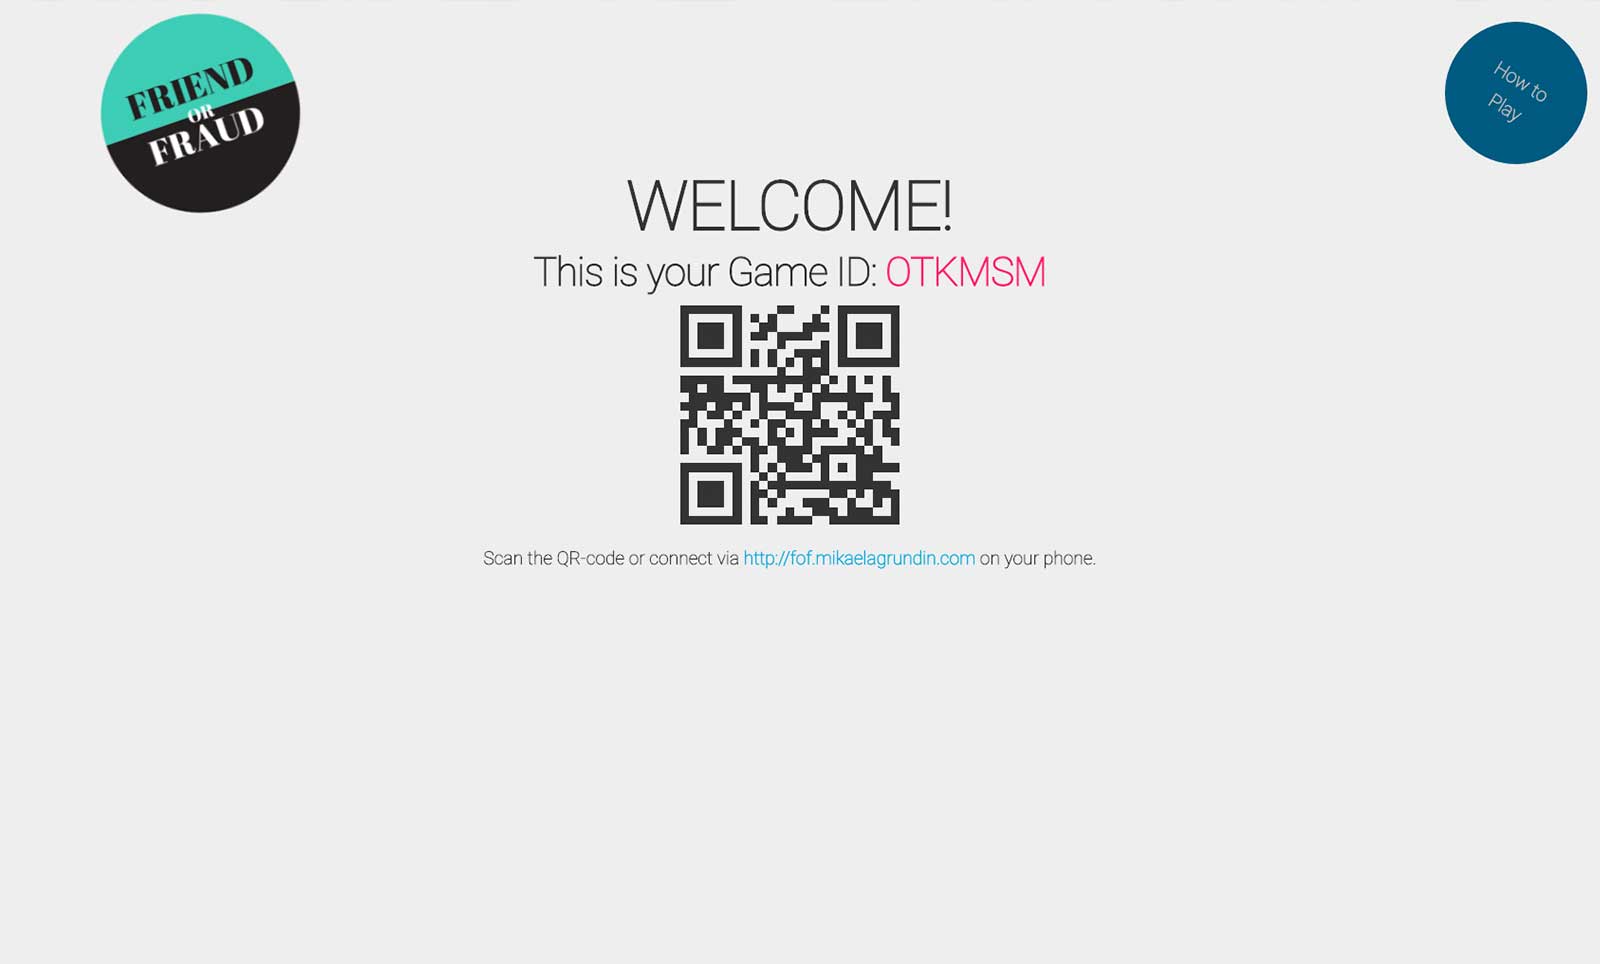 FRIEND
OR
FRAUD
How to
Play
WELCOME!
This is your Game ID: OTKMSM
Scan the QR-code or connect via http://fof.mikaelagrundin.com on your phone.